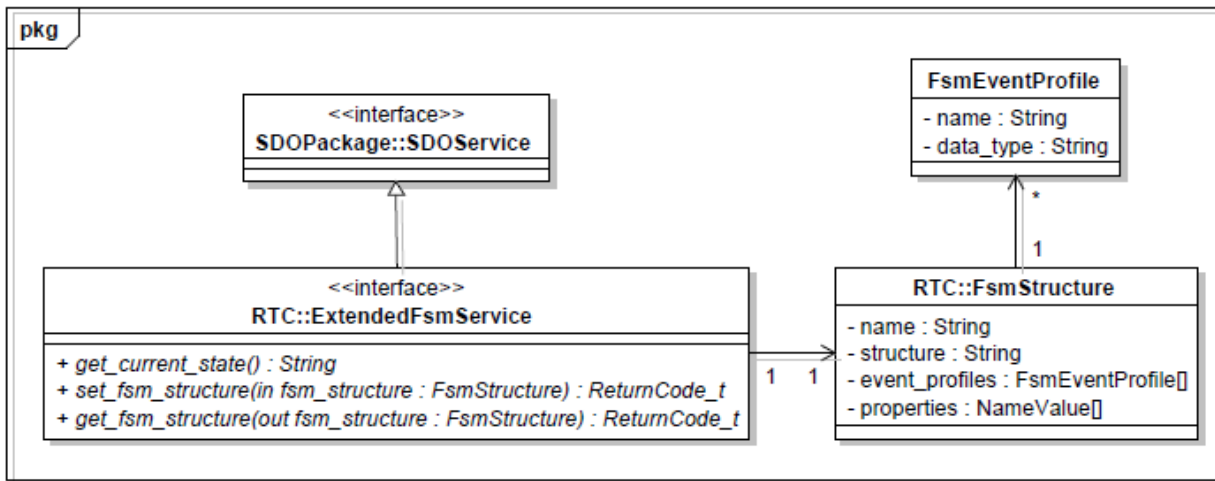 pkg
<<interface>>
SDOPackage::SDOService
FsmEventProfile
- name : String
- data_type : String
*
1
<<interface>>
RTC::ExtendedFsmService
+ get_current_state() : String
+ set_fsm_structure(in fsm_structure : FsmStructure) : ReturnCode_t
+ get_fsm_structure(out fsm_structure : FsmStructure) : ReturnCode_t
1 1
RTC::FsmStructure
- name : String
- structure : String
- event_profiles : FsmEventProfile[]
- properties : NameValue[]